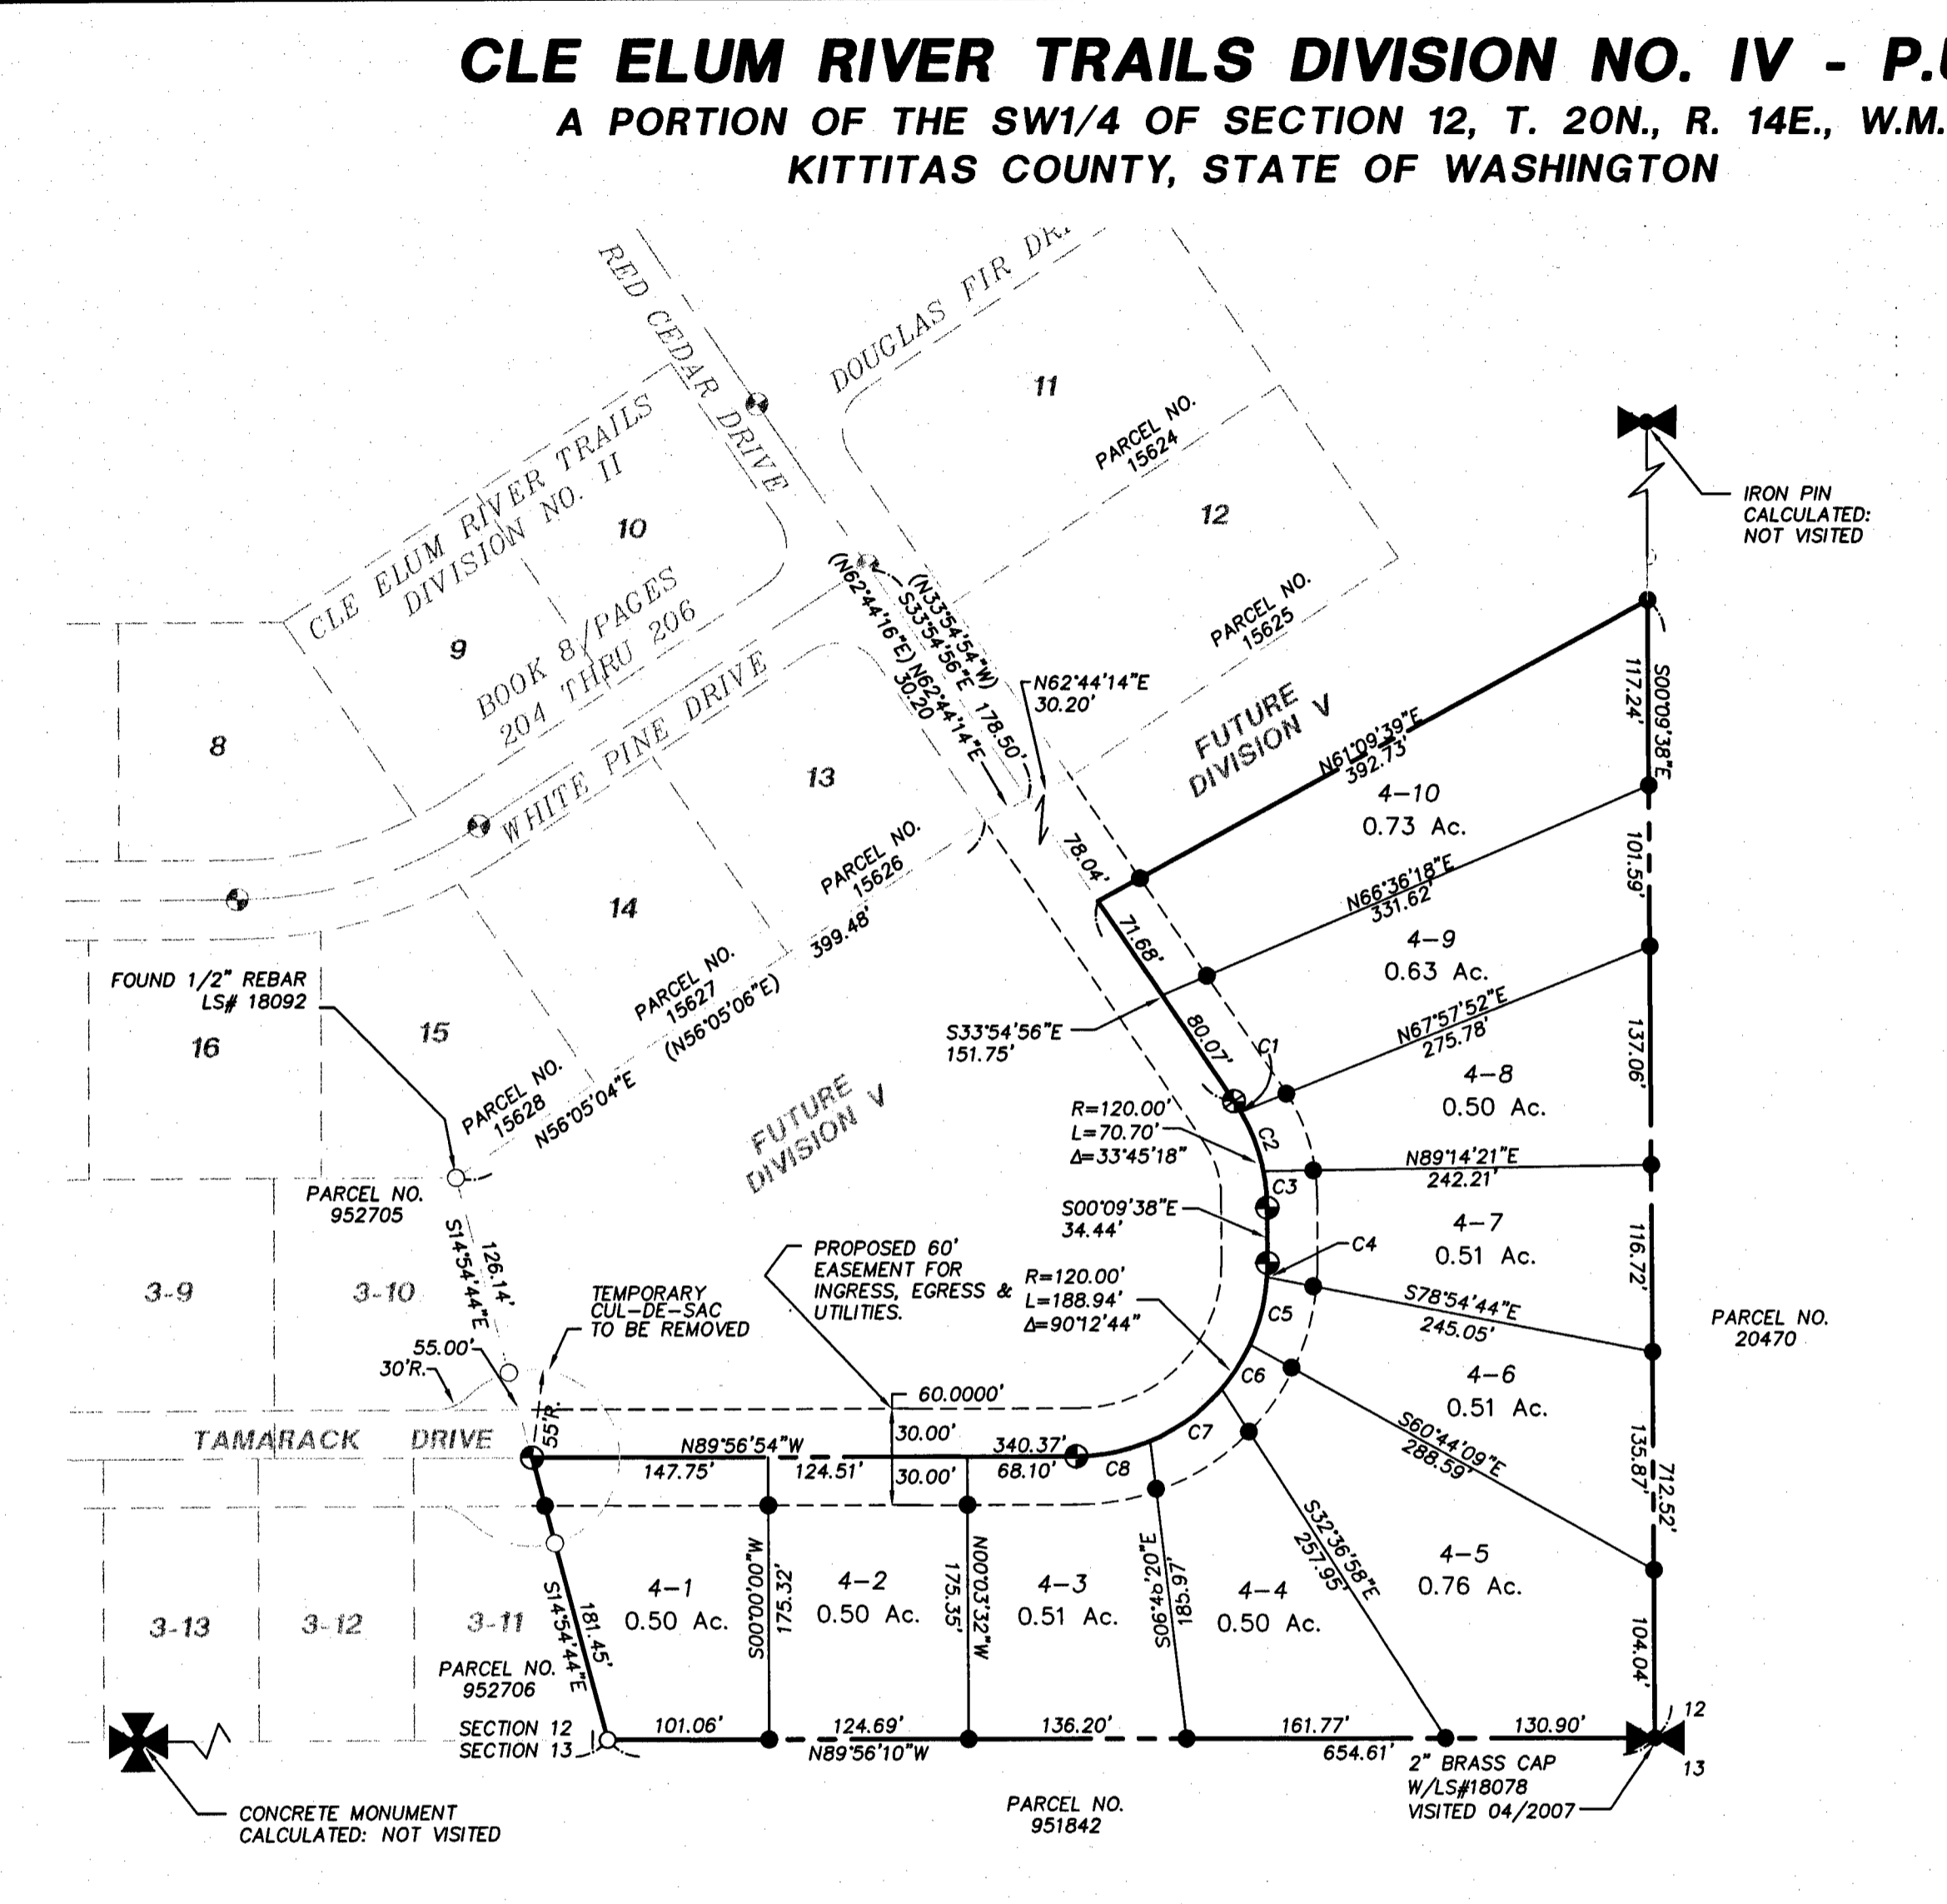 CLE ELUM RIVER TRAILS DIVISION NO. IV - P.
A PORTION OF THE SW1/4 OF SECTION 12, T. 20N., R. 14E., W.M.
KITTITAS COUNTY, STATE OF WASHINGTON
RED CEDAR DRIVE
DOUGLAS FIR
11
PARCEL NO.
15624
12
PARCEL NO.
15625
IRON PIN
CALCULATED:
NOT VISITED
CLE ELUM RIVER TRAILS
DIVISION NO. II
10
9
BOOK 8/PAGES
204 THRU 206
8
WHITE PINE DRIVE
(N62°44'16"E) N62°44'14"E
30.20
(N33°54'54"W)
S33°54'56"E 178.50'
N62°44'14"E
30.20'
FUTURE
DIVISION V
13
PARCEL NO.
15626
399.48'
14
PARCEL NO.
15627
(N56°05'06"E)
FOUND 1/2" REBAR
LS# 18092
16
15
PARCEL NO.
15628
N56°05'04"E
78.04'
71.68'
80.07'
S33°54'56"E
151.75'
N61°09'39"E
392.73'
4-10
0.73 Ac.
117.24'
S00°09'38"E
N66°36'18"E
331.62'
101.59'
4-9
0.63 Ac.
N67°57'52"E
275.78'
137.06'
C1
4-8
0.50 Ac.
R=120.00'
L=70.70'
Δ=33°45'18"
C2
N89°14'21"E
242.21'
C3
FUTURE
DIVISION V
PARCEL NO.
952705
S00°09'38"E
34.44'
4-7
0.51 Ac.
116.72'
C4
S14°54'44"E
126.14'
3-9
3-10
PROPOSED 60'
EASEMENT FOR
INGRESS, EGRESS &
UTILITIES.
R=120.00'
L=188.94'
Δ=90°12'44"
C5
S78°54'44"E
245.05'
PARCEL NO.
20470
TEMPORARY
CUL-DE-SAC
TO BE REMOVED
55.00'
30'R.
55'R.
C6
4-6
0.51 Ac.
60.0000'
TAMARACK DRIVE
N89°56'54"W
340.37'
147.75'
124.51'
30.00'
30.00'
68.10'
C8
C7
S60°44'09"E
288.59'
135.87'
712.52'
S14°54'44"E
181.45'
4-1
0.50 Ac.
S00°00'00"W
175.32'
4-2
0.50 Ac.
N00°03'32"W
175.35'
4-3
0.51 Ac.
S06°46'20"E
185.97'
4-4
0.50 Ac.
S32°36'58"E
257.95'
4-5
0.76 Ac.
104.04'
3-13
3-12
3-11
PARCEL NO.
952706
SECTION 12
SECTION 13
101.06'
124.69'
136.20'
161.77'
130.90'
N89°56'10"W
654.61'
12
13
2" BRASS CAP
W/LS#18078
VISITED 04/2007
CONCRETE MONUMENT
CALCULATED: NOT VISITED
PARCEL NO.
951842